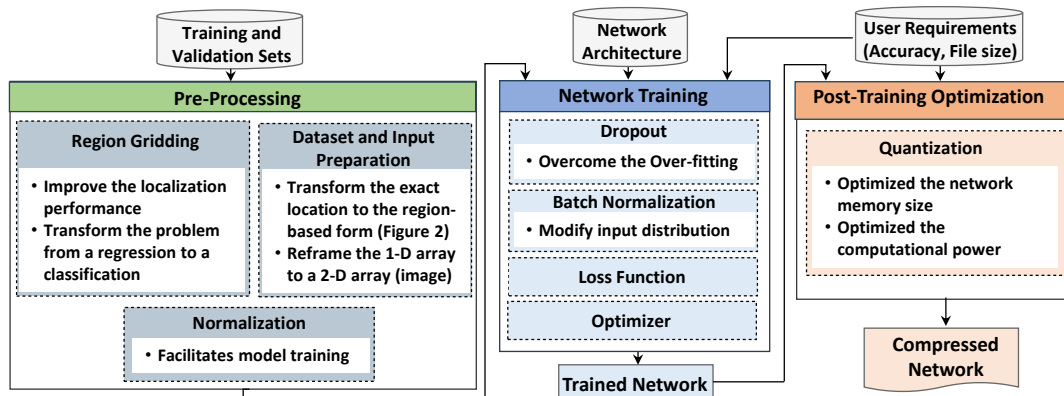 Training and
Validation Sets
Network
Architecture
User Requirements
(Accuracy, File size)
Pre-Processing
Region Gridding
• Improve the localization
performance
• Transform the problem
from a regression to a
classification
Dataset and Input
Preparation
• Transform the exact
location to the region-
based form (Figure 2)
• Reframe the 1-D array
to a 2-D array (image)
Normalization
• Facilitates model training
Network Training
Dropout
• Overcome the Over-fitting
Batch Normalization
• Modify input distribution
Loss Function
Optimizer
Trained Network
Post-Training Optimization
Quantization
• Optimized the network
memory size
• Optimized the
computational power
Compressed
Network